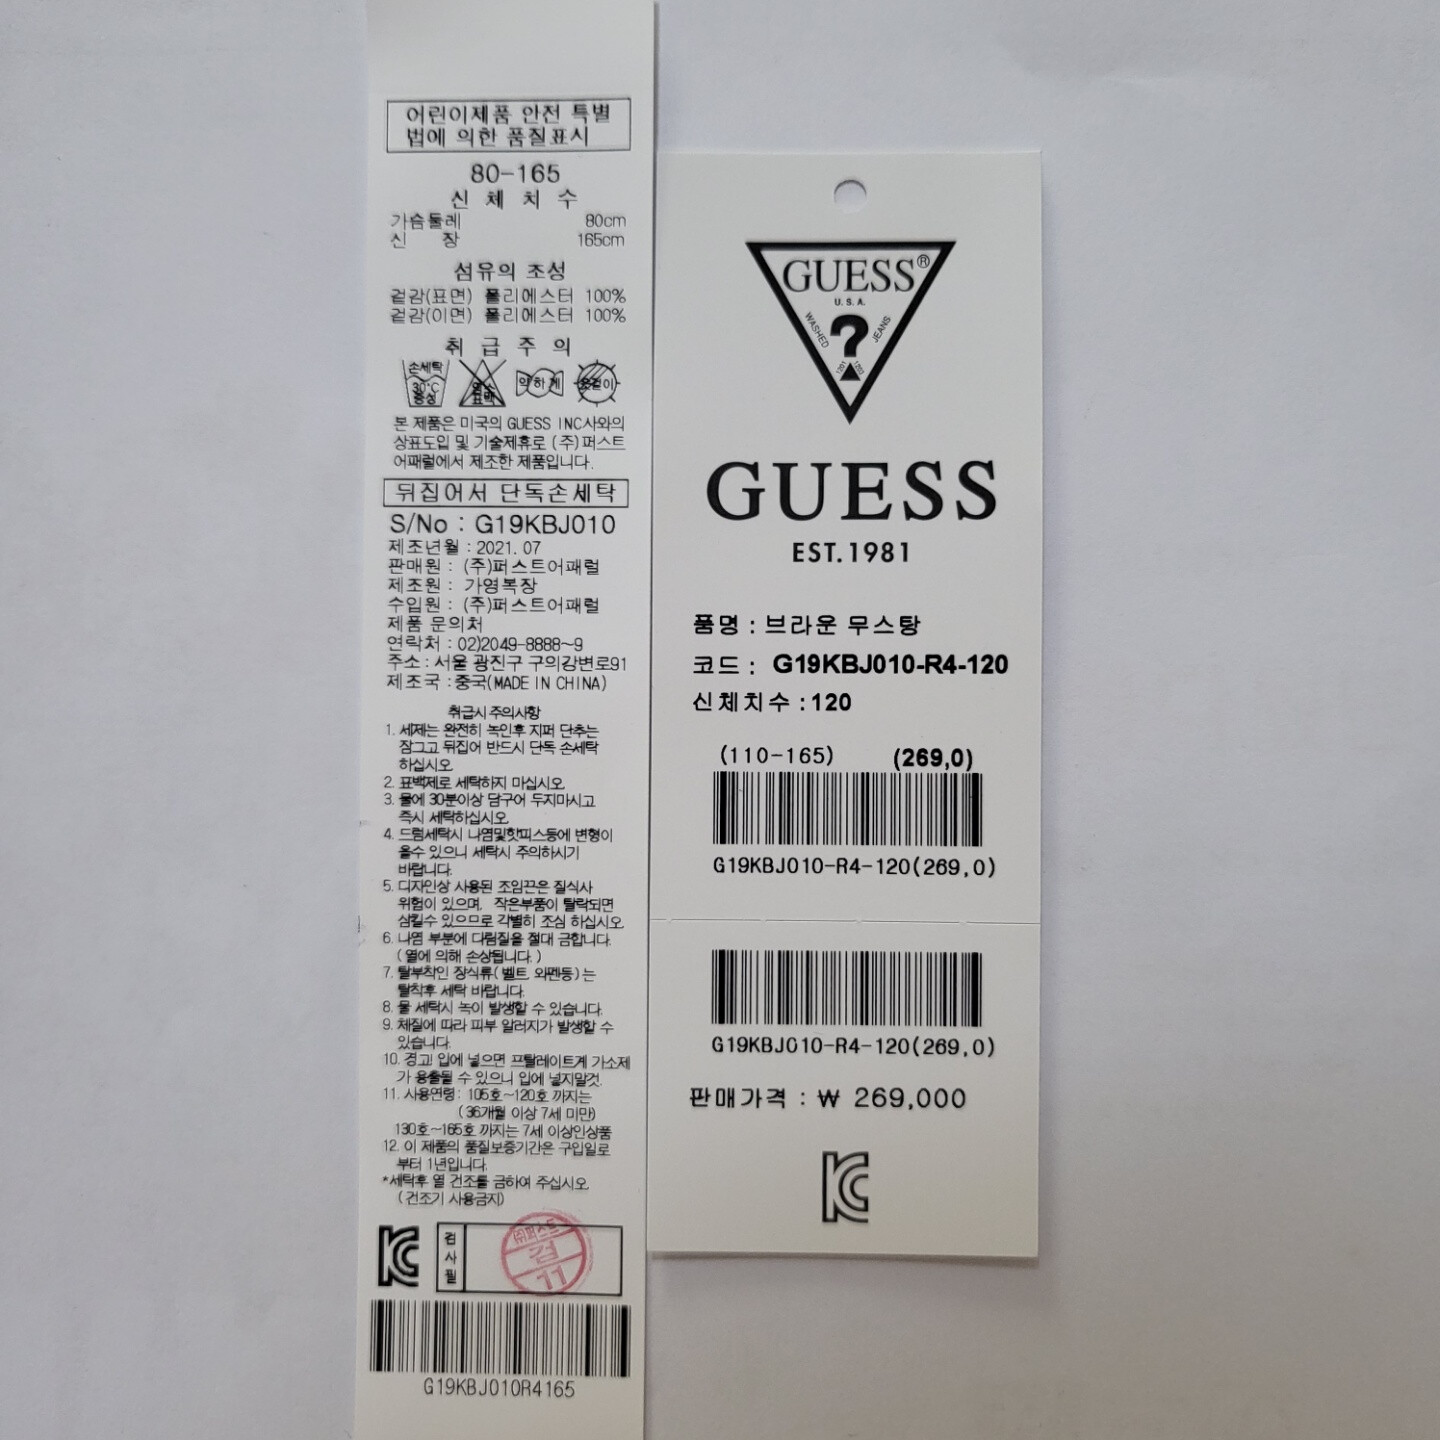 어린이제품 안전 특별
법에 의한 품질표시
80-165
신 체 치 수
가슴둘레 80cm
신 장 165cm
섬유의 조성
겉감(표면) 폴리에스터 100%
겉감(이면) 폴리에스터 100%
취 급 주 의
손세탁
30°C
중성
염소
표백
약하게
옷걸이
본 제품은 미국의 GUESS INC사와의
상표도입 및 기술제휴로 (주)퍼스트
어패럴에서 제조한 제품입니다.
뒤집어서 단독손세탁
S/No : G19KBJ010
제조년월 : 2021. 07
판매원 : (주)퍼스트어패럴
제조원 : 가영복장
수입원 : (주)퍼스트어패럴
제품 문의처
연락처 : 02)2049-8888~9
주소 : 서울 광진구 구의강변로91
제조국 : 중국(MADE IN CHINA)
취급시 주의사항
1. 세제는 완전히 녹인후 지퍼 단추는
잠그고 뒤집어 반드시 단독 손세탁
하십시오.
2. 표백제로 세탁하지 마십시오.
3. 물에 30분이상 담구어 두지마시고
즉시 세탁하십시오.
4. 드럼세탁시 나염및핫피스등에 변형이
올수 있으니 세탁시 주의하시기
바랍니다.
5. 디자인상 사용된 조임끈은 질식사
위험이 있으며, 작은부품이 탈락되면
삼킬수 있으므로 각별히 조심 하십시오.
6. 나염 부분에 다림질을 절대 금합니다.
(열에 의해 손상됩니다.)
7. 탈부착인 장식류(벨트, 와펜등)는
탈착후 세탁 바랍니다.
8. 물 세탁시 녹이 발생할 수 있습니다.
9. 체질에 따라 피부 알러지가 발생할 수
있습니다.
10. 경고! 입에 넣으면 프탈레이트계 가소제
가 용출될 수 있으니 입에 넣지말것.
11. 사용연령: 105호~120호 까지는
(36개월 이상 7세 미만)
130호~165호 까지는 7세 이상인상품
12. 이 제품의 품질보증기간은 구입일로
부터 1년입니다.
*세탁후 열 건조를 금하여 주십시오.
(건조기 사용금지)
검
사
필
(주)퍼스트
검
11
G19KBJ010R4165
GUESS®
U.S.A.
WASHED
JEANS
?
1201
1203
GUESS
EST.1981
품명 : 브라운 무스탕
코드 : G19KBJ010-R4-120
신체치수 : 120
(110-165) (269,0)
G19KBJ010-R4-120(269,0)
G19KBJ010-R4-120(269,0)
판매가격 : ₩ 269,000